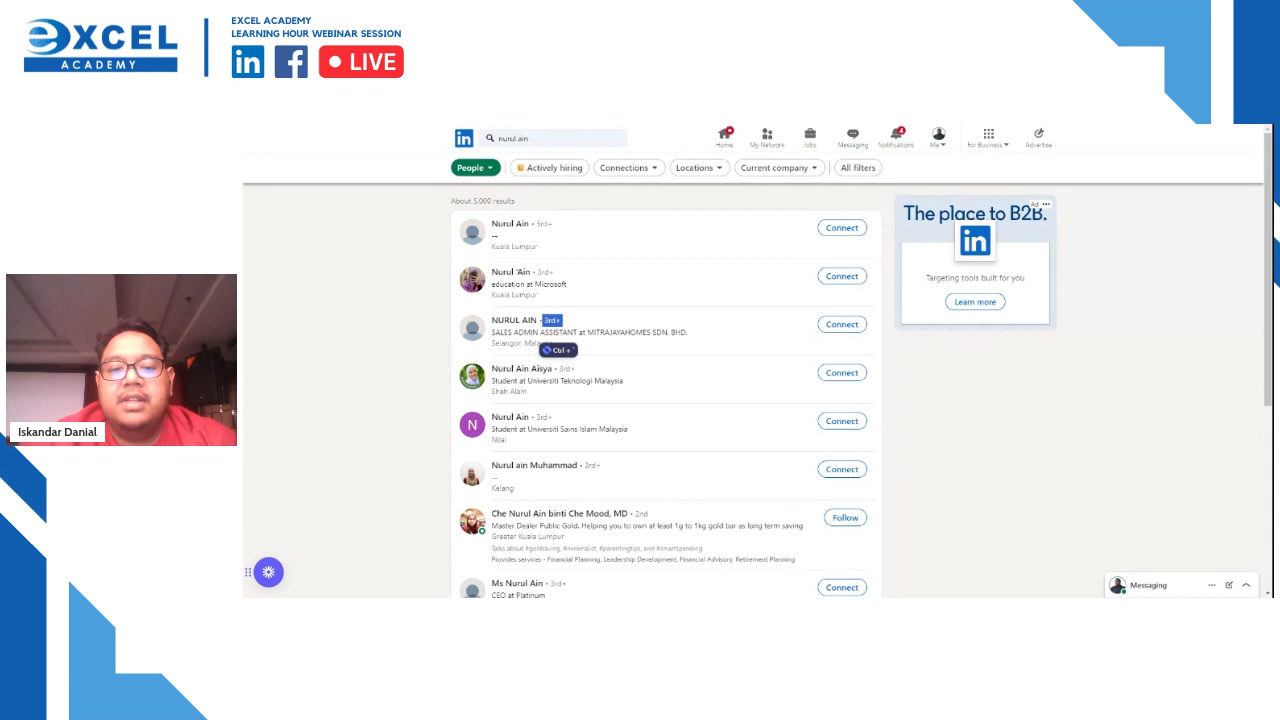 eXCEL
ACADEMY
EXCEL ACADEMY
LEARNING HOUR WEBINAR SESSION
in f LIVE
in nurul ain
Home My Network Jobs Messaging Notifications 4 Me For Business Advertise
People Actively hiring Connections Locations Current company All filters
About 5,000 results
Nurul Ain • 3rd+
Connect
--
Kuala Lumpur
Nurul 'Ain • 3rd+
Connect
education at Microsoft
Kuala Lumpur
NURUL AIN • 3rd+
Connect
SALES ADMIN ASSISTANT at MITRAJAYAHOMES SDN. BHD.
Selangor, Malay
Ctrl +
Nurul Ain Aisya • 3rd+
Connect
Student at Universiti Teknologi Malaysia
Shah Alam
N
Nurul Ain • 3rd+
Connect
Student at Universiti Sains Islam Malaysia
Nilai
Nurul ain Muhammad • 3rd+
Connect
--
Kelang
Che Nurul Ain binti Che Mood, MD • 2nd
Follow
Master Dealer Public Gold. Helping you to own at least 1g to 1kg gold bar as long term saving
Greater Kuala Lumpur
Talks about #goldsaving, #minimalist, #parentingtips, and #smartspending
Provides services - Financial Planning, Leadership Development, Financial Advisory, Retirement Planning
Ms Nurul Ain • 3rd+
Connect
CEO at Platinum
Ad •••
The place to B2B.
in
Targeting tools built for you
Learn more
Messaging
Iskandar Danial